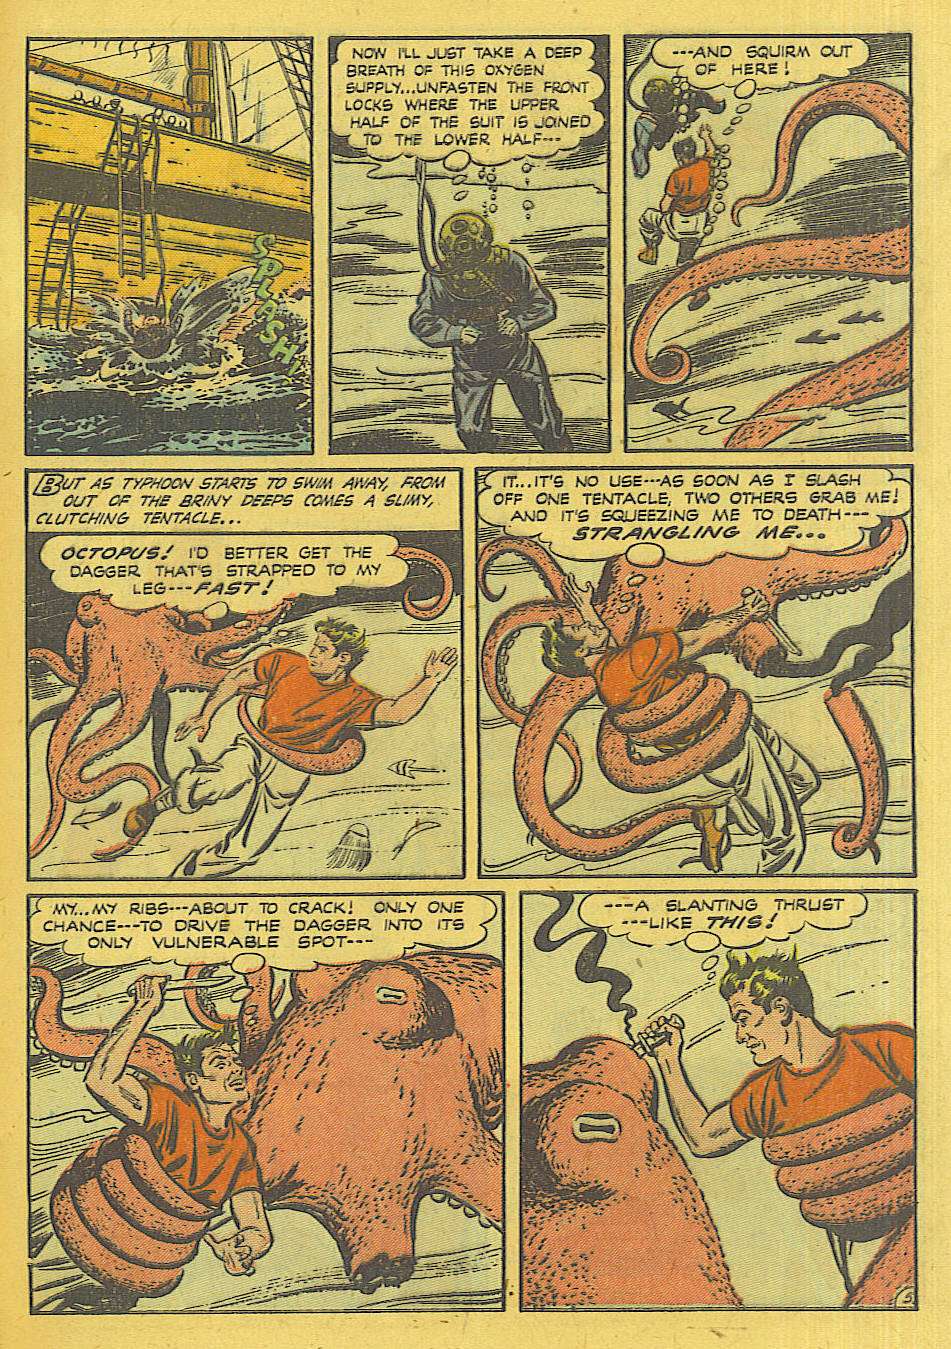 SPLASH!
NOW I'LL JUST TAKE A DEEP
BREATH OF THIS OXYGEN
SUPPLY...UNFASTEN THE FRONT
LOCKS WHERE THE UPPER
HALF OF THE SUIT IS JOINED
TO THE LOWER HALF---
---AND SQUIRM OUT
OF HERE!
BUT AS TYPHOON STARTS TO SWIM AWAY, FROM
OUT OF THE BRINY DEEPS COMES A SLIMY,
CLUTCHING TENTACLE...
OCTOPUS! I'D BETTER GET THE
DAGGER THAT'S STRAPPED TO MY
LEG---FAST!
IT...IT'S NO USE---AS SOON AS I SLASH
OFF ONE TENTACLE, TWO OTHERS GRAB ME!
AND IT'S SQUEEZING ME TO DEATH---
STRANGLING ME...
MY...MY RIBS---ABOUT TO CRACK! ONLY ONE
CHANCE---TO DRIVE THE DAGGER INTO ITS
ONLY VULNERABLE SPOT---
---A SLANTING THRUST
---LIKE THIS!
5